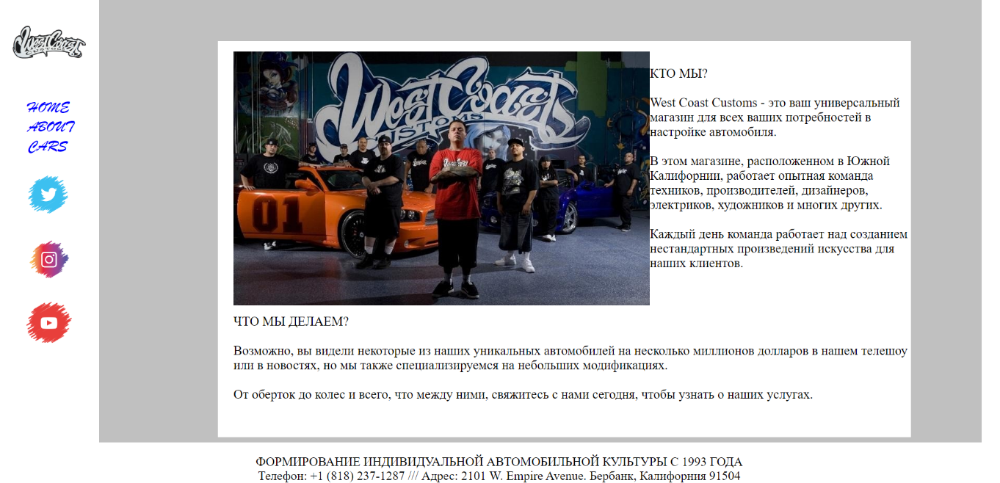 West Coast
CUSTOMS
HOME
ABOUT
CARS
West Coast
CUSTOMS
01
КТО МЫ?
West Coast Customs - это ваш универсальный
магазин для всех ваших потребностей в
настройке автомобиля.
В этом магазине, расположенном в Южной
Калифорнии, работает опытная команда
техников, производителей, дизайнеров,
электриков, художников и многих других.
Каждый день команда работает над созданием
нестандартных произведений искусства для
наших клиентов.
ЧТО МЫ ДЕЛАЕМ?
Возможно, вы видели некоторые из наших уникальных автомобилей на несколько миллионов долларов в нашем телешоу
или в новостях, но мы также специализируемся на небольших модификациях.
От оберток до колес и всего, что между ними, свяжитесь с нами сегодня, чтобы узнать о наших услугах.
ФОРМИРОВАНИЕ ИНДИВИДУАЛЬНОЙ АВТОМОБИЛЬНОЙ КУЛЬТУРЫ С 1993 ГОДА
Телефон: +1 (818) 237-1287 /// Адрес: 2101 W. Empire Avenue. Бербанк, Калифорния 91504